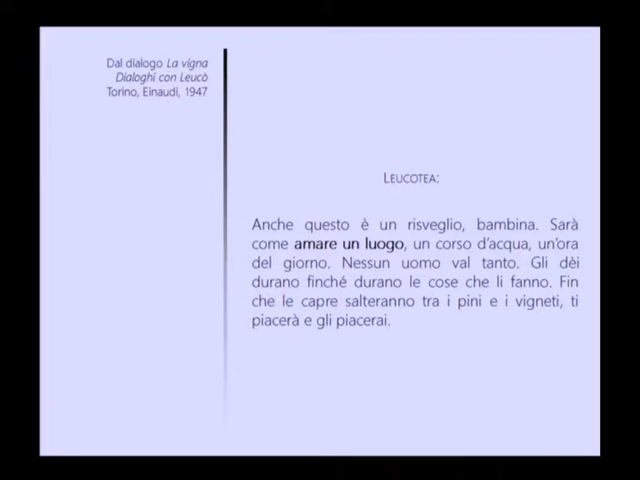 Dal dialogo La vigna
Dialoghi con Leucò
Torino, Einaudi, 1947
LEUCOTEA:
Anche questo è un risveglio, bambina. Sarà
come amare un luogo, un corso d'acqua, un'ora
del giorno. Nessun uomo val tanto. Gli dèi
durano finché durano le cose che li fanno. Fin
che le capre salteranno tra i pini e i vigneti, ti
piacerà e gli piacerai.